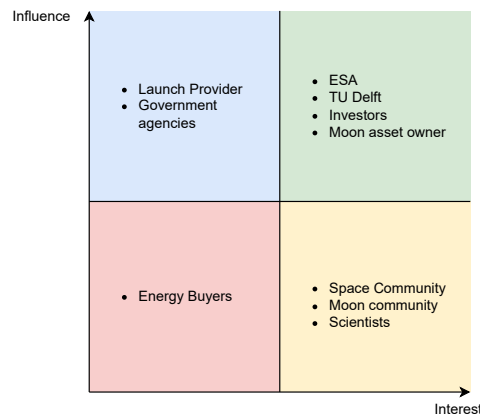 Influence
• Launch Provider
• Government
agencies
• ESA
• TU Delft
• Investors
• Moon asset owner
• Energy Buyers
• Space Community
• Moon community
• Scientists
Interest